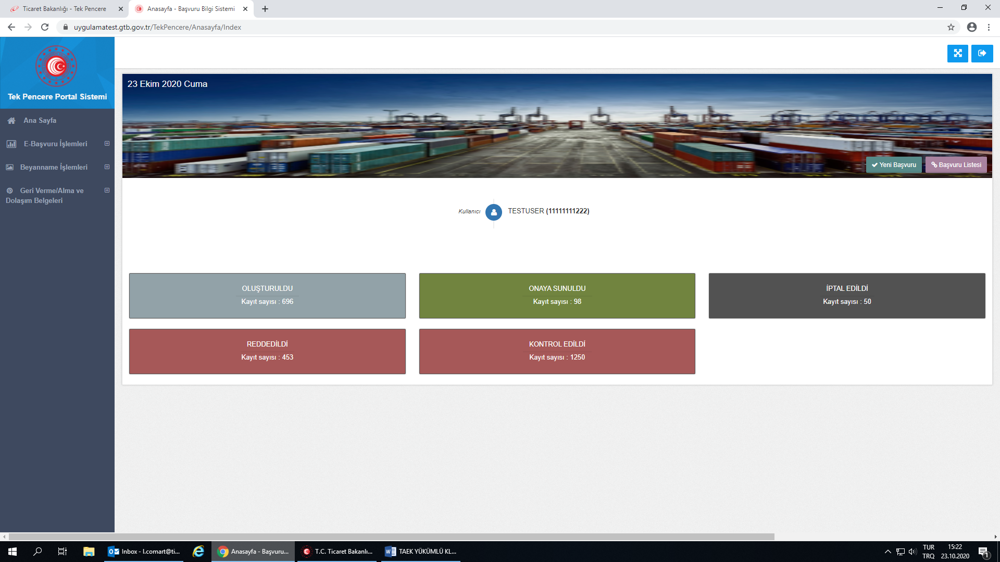 Ticaret Bakanlığı - Tek Pencere
Anasayfa - Başvuru Bilgi Sistemi
uygulamatest.gtb.gov.tr/TekPencere/Anasayfa/Index
Tek Pencere Portal Sistemi
Ana Sayfa
E-Başvuru İşlemleri
Beyanname İşlemleri
Geri Verme/Alma ve
Dolaşım Belgeleri
23 Ekim 2020 Cuma
Yeni Başvuru
Başvuru Listesi
Kullanıcı
TESTUSER (11111111222)
OLUŞTURULDU
Kayıt sayısı : 696
ONAYA SUNULDU
Kayıt sayısı : 98
İPTAL EDİLDİ
Kayıt sayısı : 50
REDDEDİLDİ
Kayıt sayısı : 453
KONTROL EDİLDİ
Kayıt sayısı : 1250
Inbox - l.comart@ti...
Anasayfa - Başvuru...
T.C. Ticaret Bakanlı...
TAEK YÜKÜMLÜ KL...
TUR
TRQ
15:22
23.10.2020
1